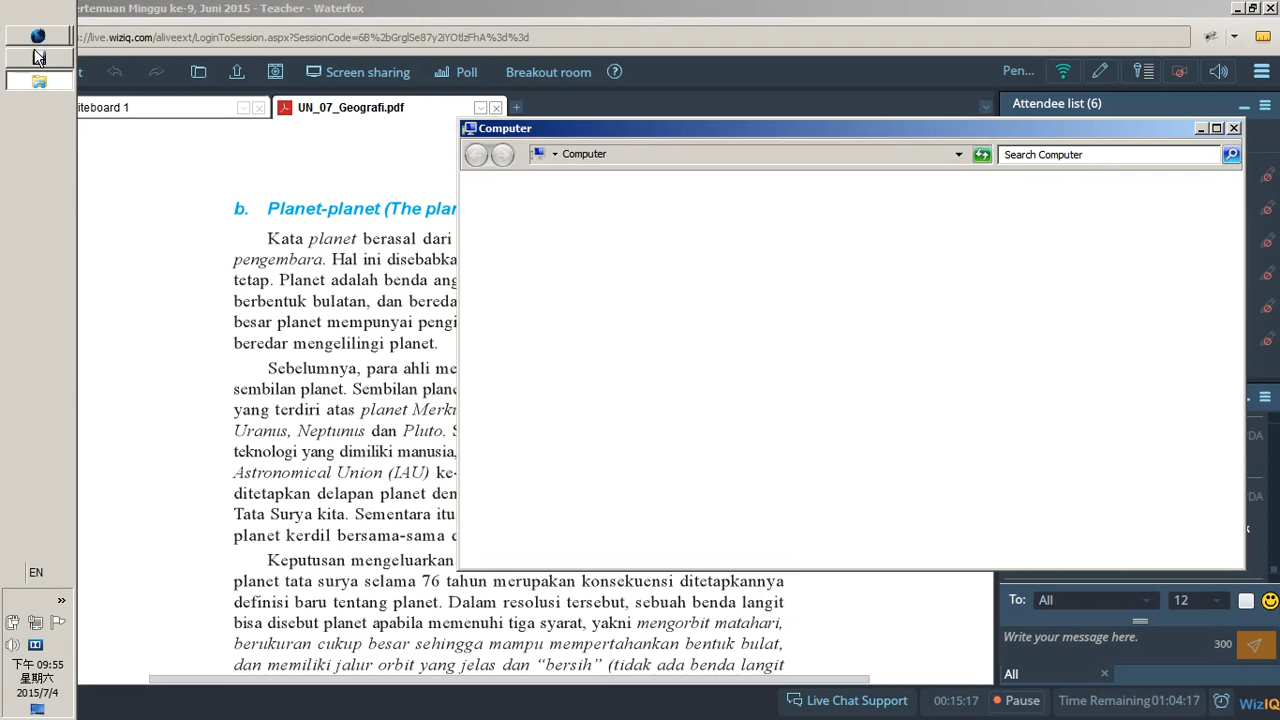 ertemuan Minggu ke-9, Juni 2015 - Teacher - Waterfox
://live.wiziq.com/aliveext/LoginToSession.aspx?SessionCode=6B%2bGrglSe87y2iYOtlzFhA%3d%3d
t
Screen sharing
Poll
Breakout room
Pen...
iteboard 1
UN_07_Geografi.pdf
Attendee list (6)
Computer
Computer
Search Computer
b. Planet-planet (The plan
Kata planet berasal dari
pengembara. Hal ini disebabka
tetap. Planet adalah benda ang
berbentuk bulatan, dan bereda
besar planet mempunyai pengi
beredar mengelilingi planet.
Sebelumnya, para ahli me
sembilan planet. Sembilan plane
yang terdiri atas planet Merku
Uranus, Neptunus dan Pluto. S
teknologi yang dimiliki manusia,
Astronomical Union (IAU) ke-
ditetapkan delapan planet den
Tata Surya kita. Sementara itu
planet kerdil bersama-sama d
Keputusan mengeluarkan
planet tata surya selama 76 tahun merupakan konsekuensi ditetapkannya
definisi baru tentang planet. Dalam resolusi tersebut, sebuah benda langit
bisa disebut planet apabila memenuhi tiga syarat, yakni mengorbit matahari,
berukuran cukup besar sehingga mampu mempertahankan bentuk bulat,
dan memiliki jalur orbit yang jelas dan “bersih” (tidak ada benda langit
DA
DA
k
To: All
12
Write your message here.
300
All
Live Chat Support
00:15:17
Pause
Time Remaining 01:04:17
WizIQ
EN
下午 09:55
星期六
2015/7/4